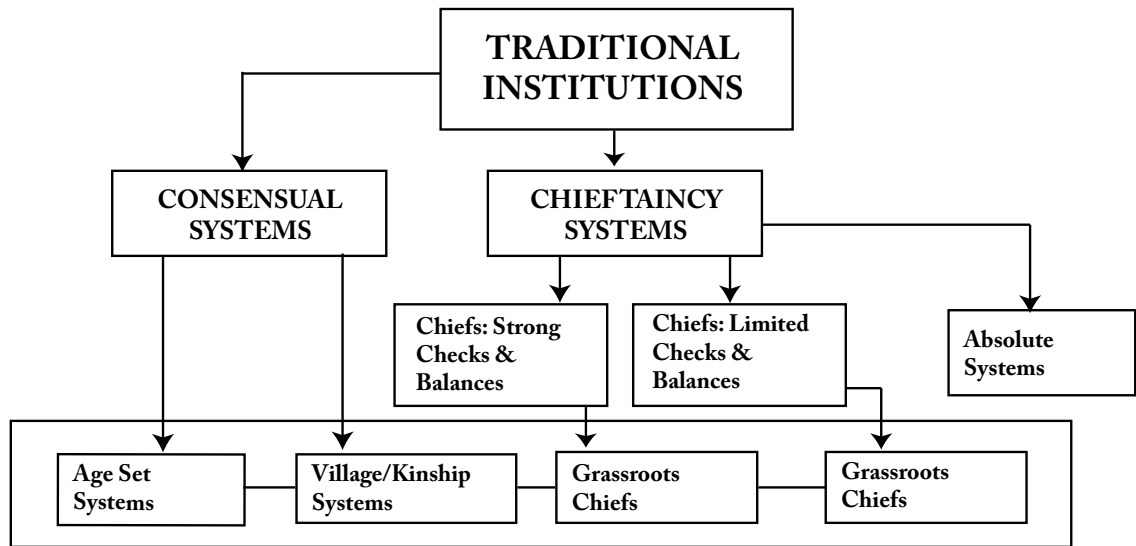 TRADITIONAL
INSTITUTIONS
CONSENSUAL
SYSTEMS
CHIEFTAINCY
SYSTEMS
Chiefs: Strong
Checks &
Balances
Chiefs: Limited
Checks &
Balances
Absolute
Systems
Age Set
Systems
Village/Kinship
Systems
Grassroots
Chiefs
Grassroots
Chiefs